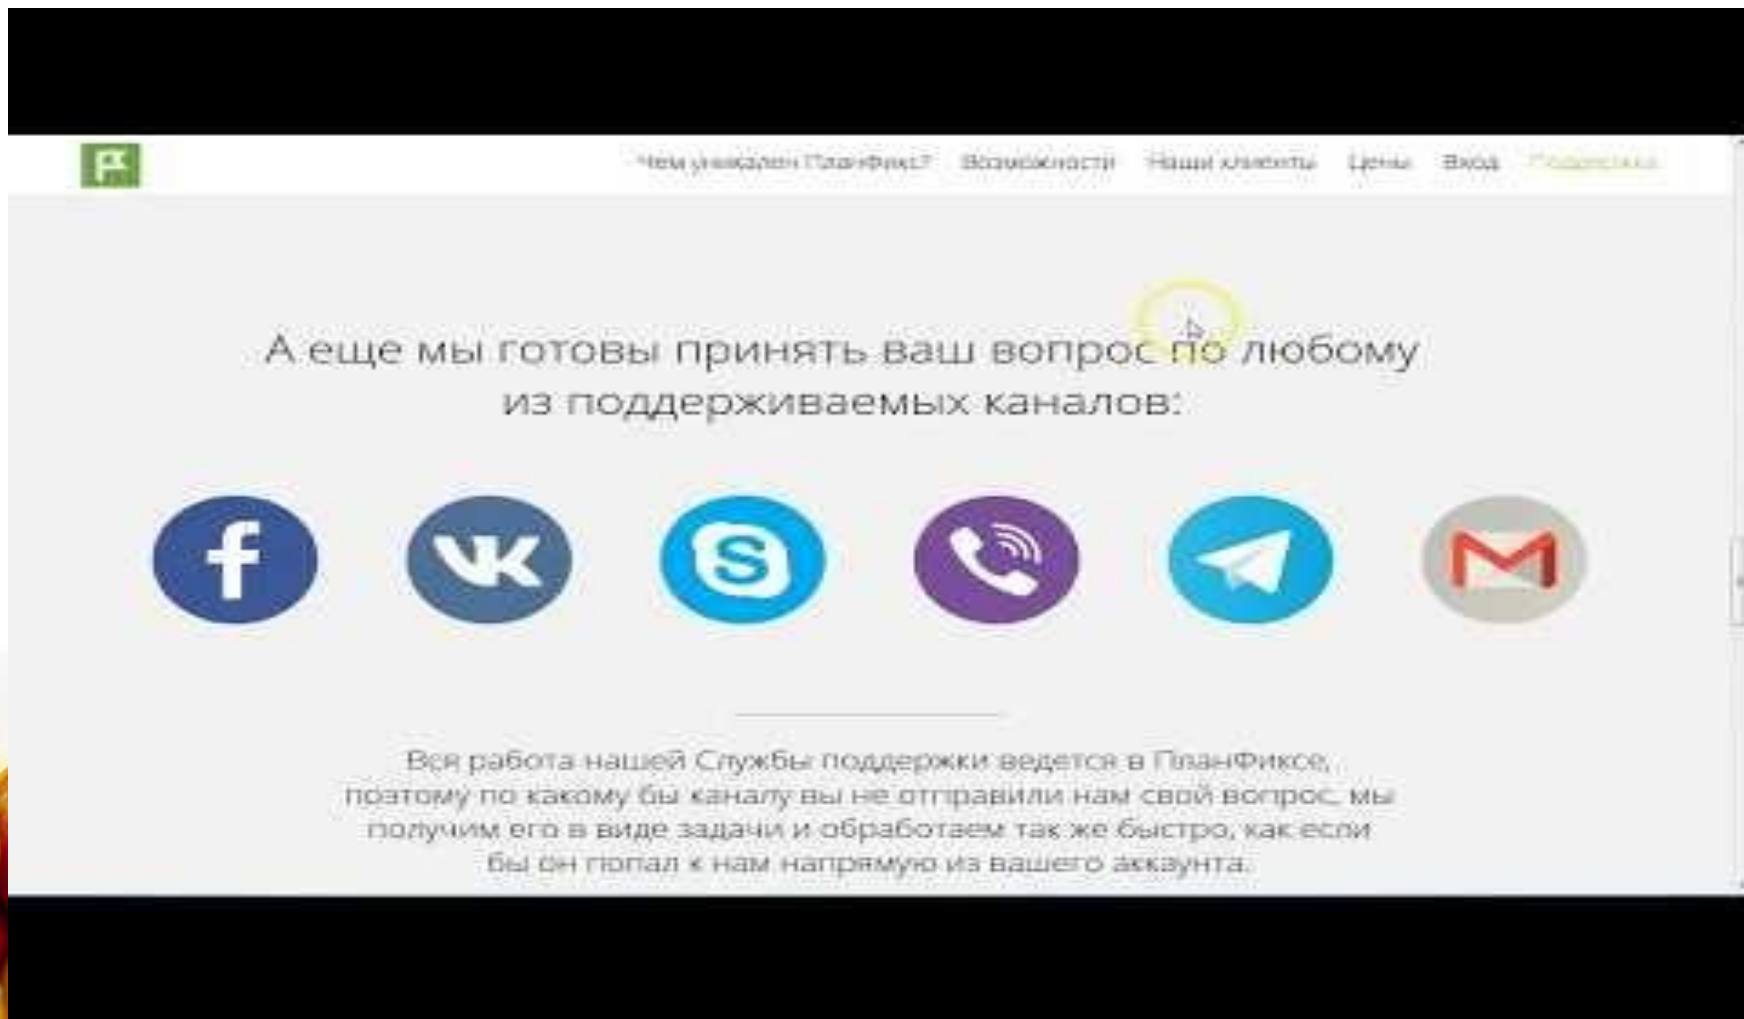 Чем уникален ПланФикс? Возможности Наши клиенты Цены Вход Поддержка
А еще мы готовы принять ваш вопрос по любому
из поддерживаемых каналов:
f VK S M
Вся работа нашей Службы поддержки ведется в ПланФиксе,
поэтому по какому бы каналу вы не отправили нам свой вопрос, мы
получим его в виде задачи и обработаем так же быстро, как если
бы он попал к нам напрямую из вашего аккаунта.